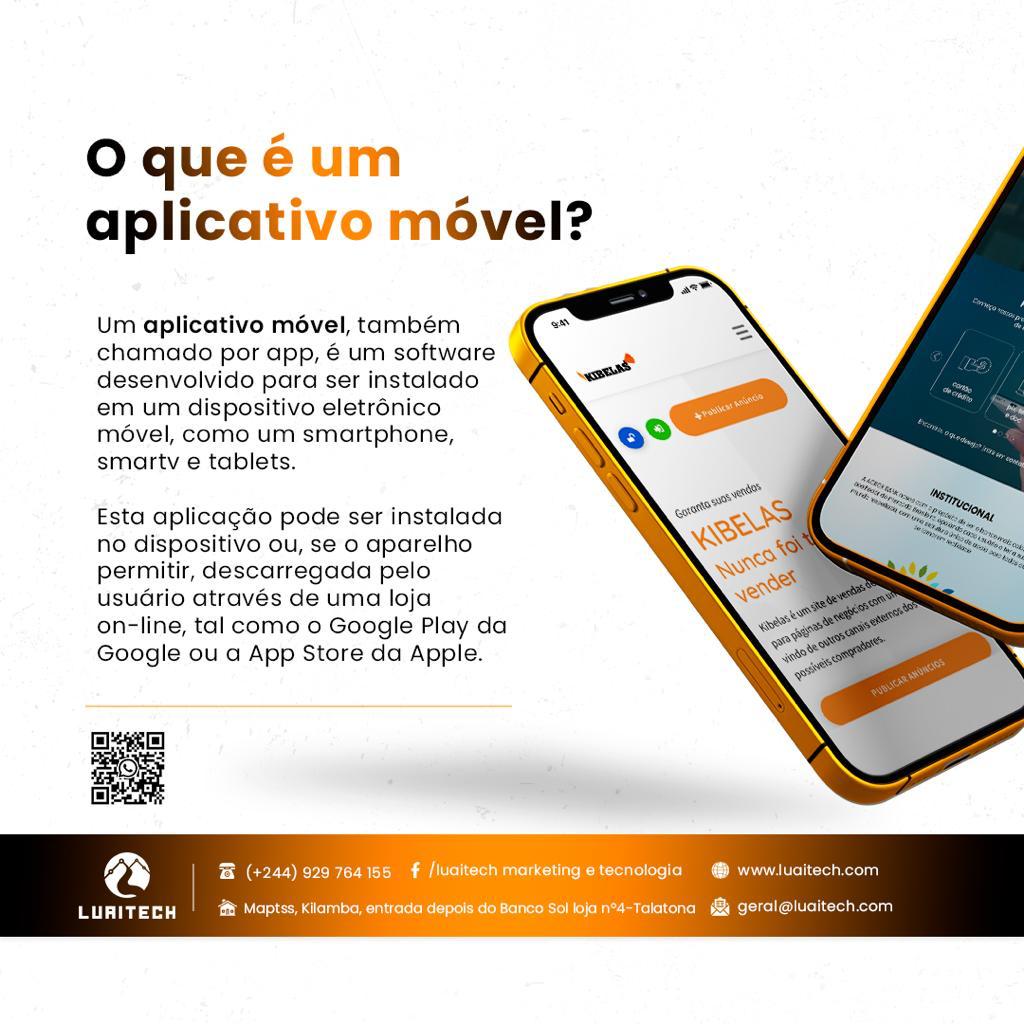 O que é um
aplicativo móvel?
Um aplicativo móvel, também
chamado por app, é um software
desenvolvido para ser instalado
em um dispositivo eletrônico
móvel, como um smartphone,
smartv e tablets.
Esta aplicação pode ser instalada
no dispositivo ou, se o aparelho
permitir, descarregada pelo
usuário através de uma loja
on-line, tal como o Google Play da
Google ou a App Store da Apple.
9:41
KIBELAS
+ Publicar Anúncio
Garanta suas vendas
KIBELAS
Nunca foi
vender
Kibelas é um site de vendas
para páginas de negócios com
vindo de outros canais externos dos
possíveis compradores.
PUBLICAR ANÚNCIOS
cartão
de crédito
INSTITUCIONAL
LUAITECH
(+244) 929 764 155
/luaitech marketing e tecnologia
www.luaitech.com
Maptss, Kilamba, entrada depois do Banco Sol loja nº4-Talatona
geral@luaitech.com